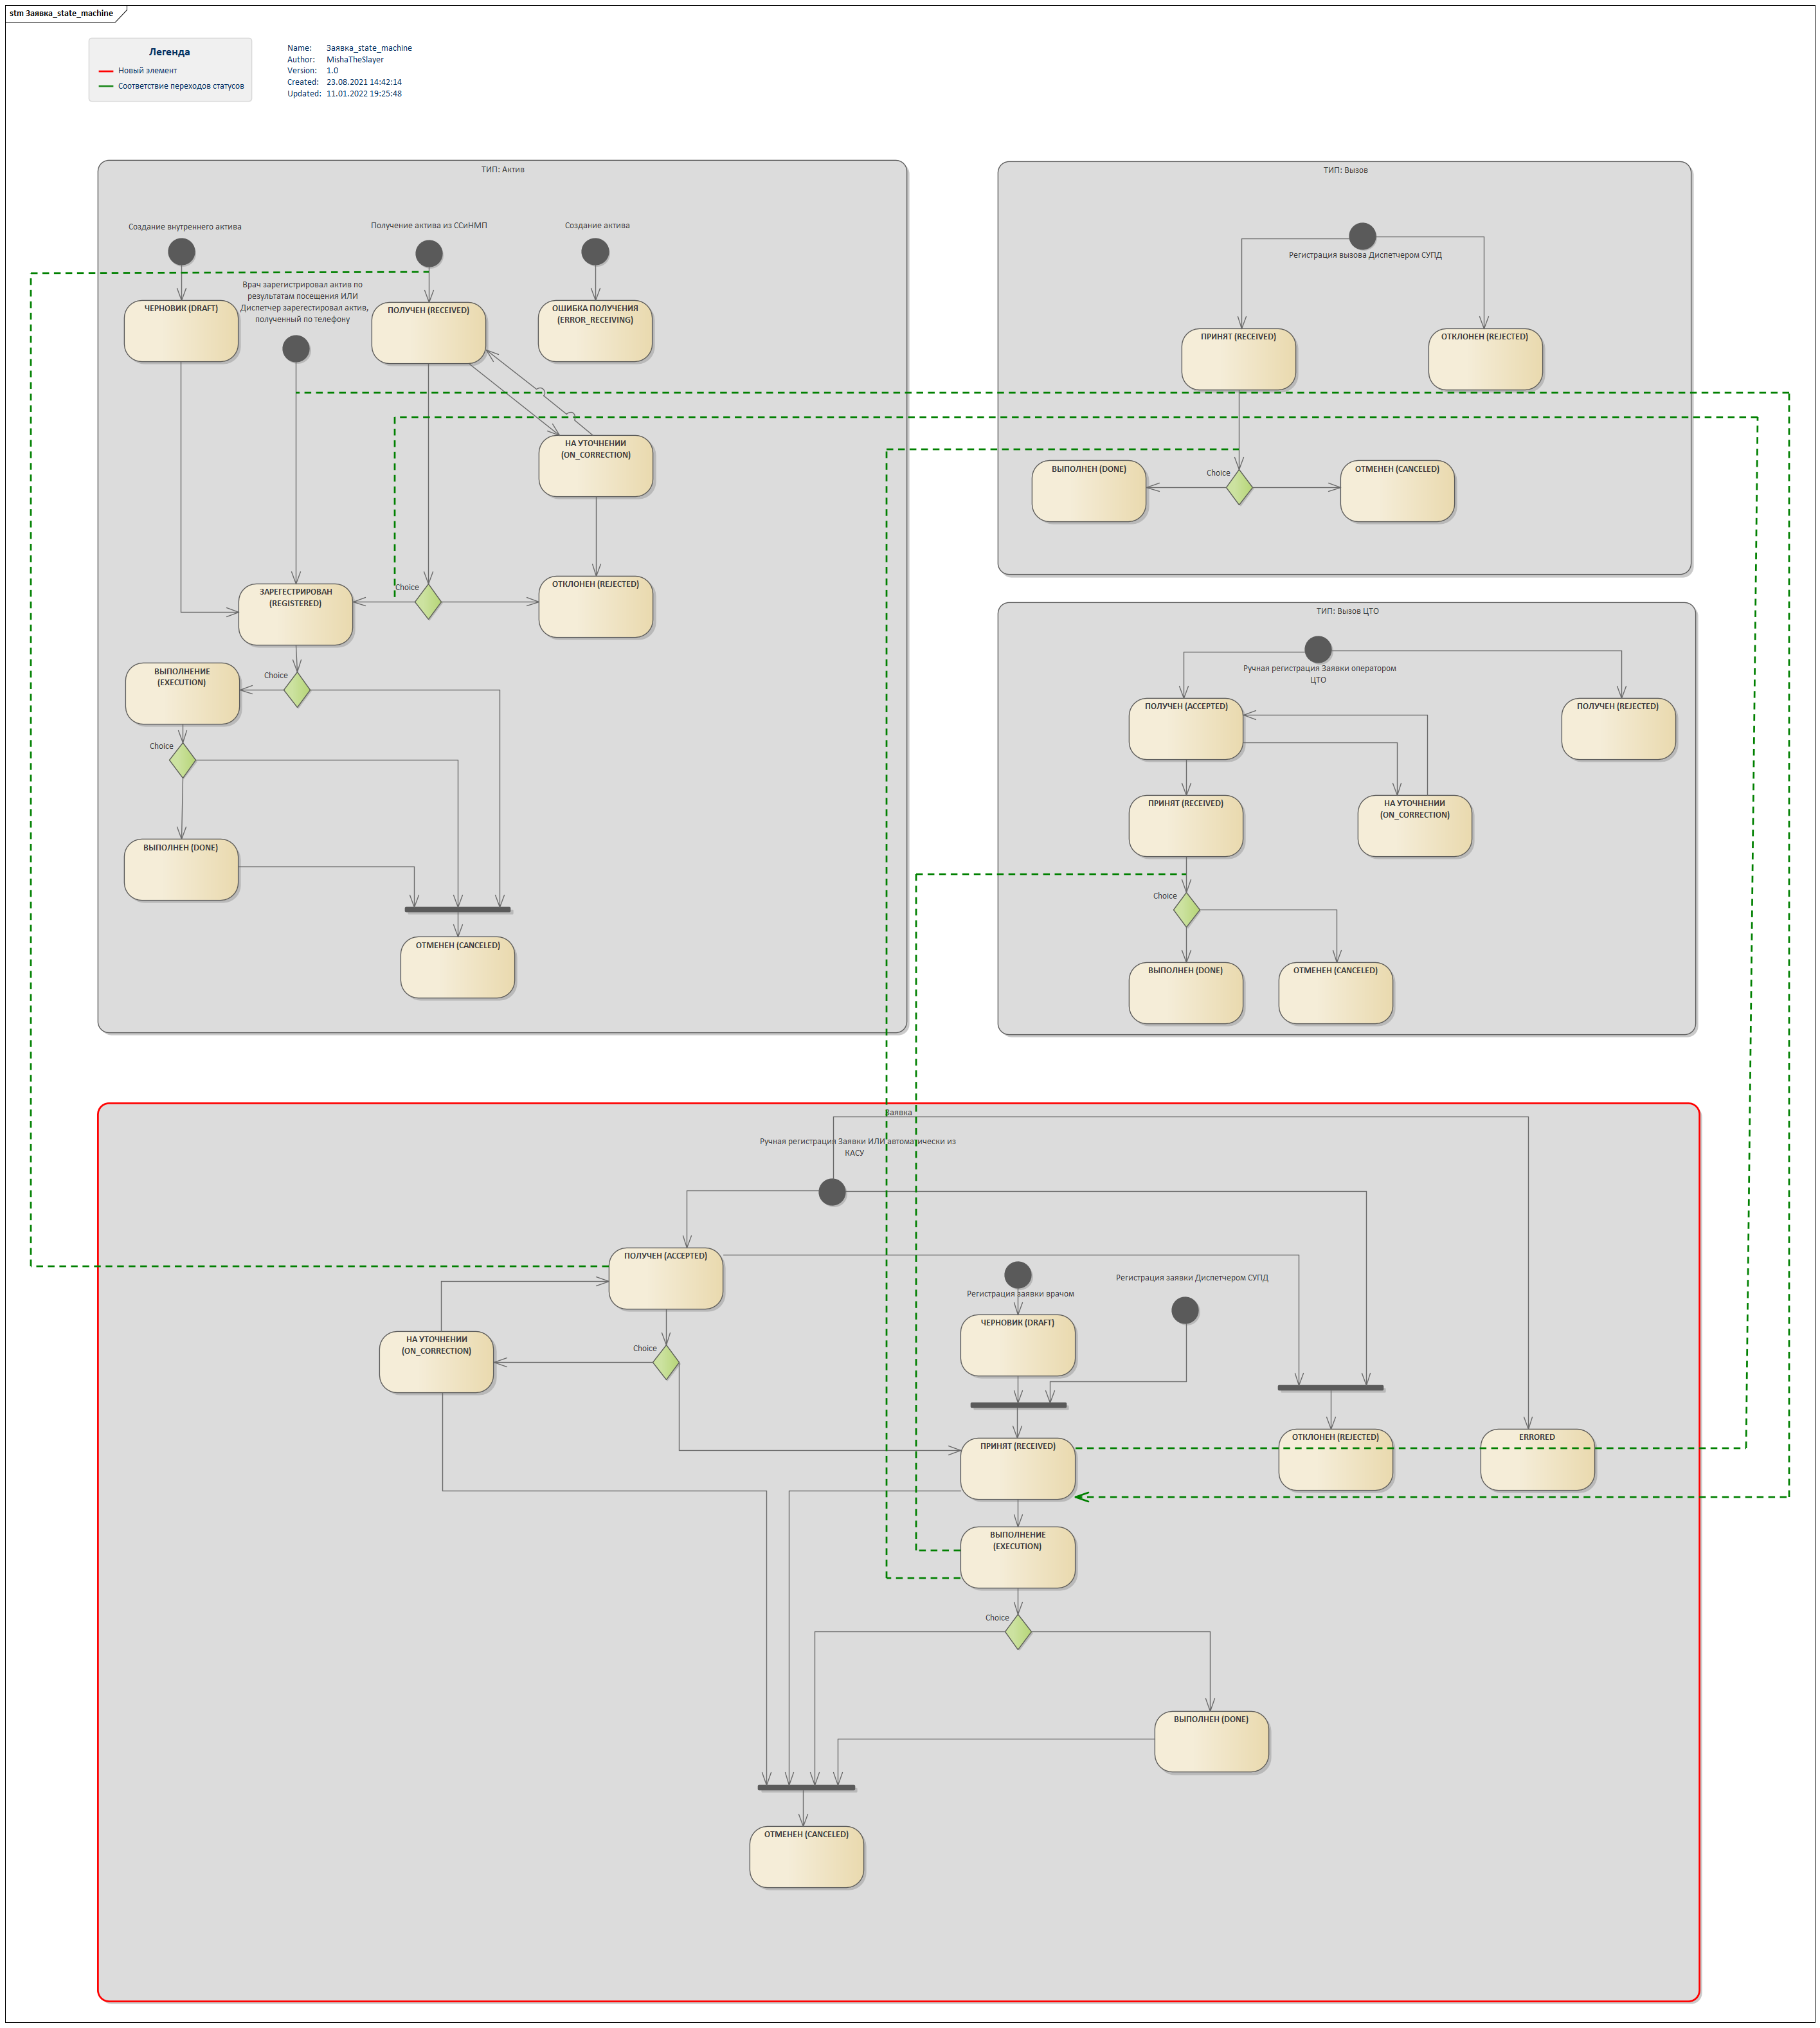 stm Заявка_state_machine
Легенда
Новый элемент
Соответствие переходов статусов
Name: Заявка_state_machine
Author: MishaTheSlayer
Version: 1.0
Created: 23.08.2021 14:42:14
Updated: 11.01.2022 19:25:48
ТИП: Актив
Создание внутреннего актива
Получение актива из ССиНМП
Создание актива
Врач зарегистрировал актив по
результатам посещения ИЛИ
Диспетчер зарегестировал актив,
полученный по телефону
ЧЕРНОВИК (DRAFT)
ПОЛУЧЕН (RECEIVED)
ОШИБКА ПОЛУЧЕНИЯ
(ERROR_RECEIVING)
НА УТОЧНЕНИИ
(ON_CORRECTION)
ЗАРЕГЕСТРИРОВАН
(REGISTERED)
Choice
ОТКЛОНЕН (REJECTED)
ВЫПОЛНЕНИЕ
(EXECUTION)
Choice
Choice
ВЫПОЛНЕН (DONE)
ОТМЕНЕН (CANCELED)
ТИП: Вызов
Регистрация вызова Диспетчером СУПД
ПРИНЯТ (RECEIVED)
ОТКЛОНЕН (REJECTED)
ВЫПОЛНЕН (DONE)
Choice
ОТМЕНЕН (CANCELED)
ТИП: Вызов ЦТО
Ручная регистрация Заявки оператором
ЦТО
ПОЛУЧЕН (ACCEPTED)
ПОЛУЧЕН (REJECTED)
ПРИНЯТ (RECEIVED)
НА УТОЧНЕНИИ
(ON_CORRECTION)
Choice
ВЫПОЛНЕН (DONE)
ОТМЕНЕН (CANCELED)
Заявка
Ручная регистрация Заявки ИЛИ автоматически из
КАСУ
ПОЛУЧЕН (ACCEPTED)
Регистрация заявки Диспетчером СУПД
Регистрация заявки врачом
ЧЕРНОВИК (DRAFT)
НА УТОЧНЕНИИ
(ON_CORRECTION)
Choice
ПРИНЯТ (RECEIVED)
ОТКЛОНЕН (REJECTED)
ERRORED
ВЫПОЛНЕНИЕ
(EXECUTION)
Choice
ВЫПОЛНЕН (DONE)
ОТМЕНЕН (CANCELED)